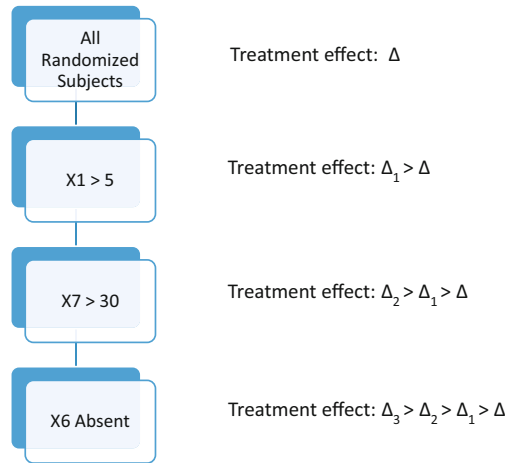 All
Randomized
Subjects
Treatment effect: Δ
X1 > 5
Treatment effect: Δ₁ > Δ
X7 > 30
Treatment effect: Δ₂ > Δ₁ > Δ
X6 Absent
Treatment effect: Δ₃ > Δ₂ > Δ₁ > Δ